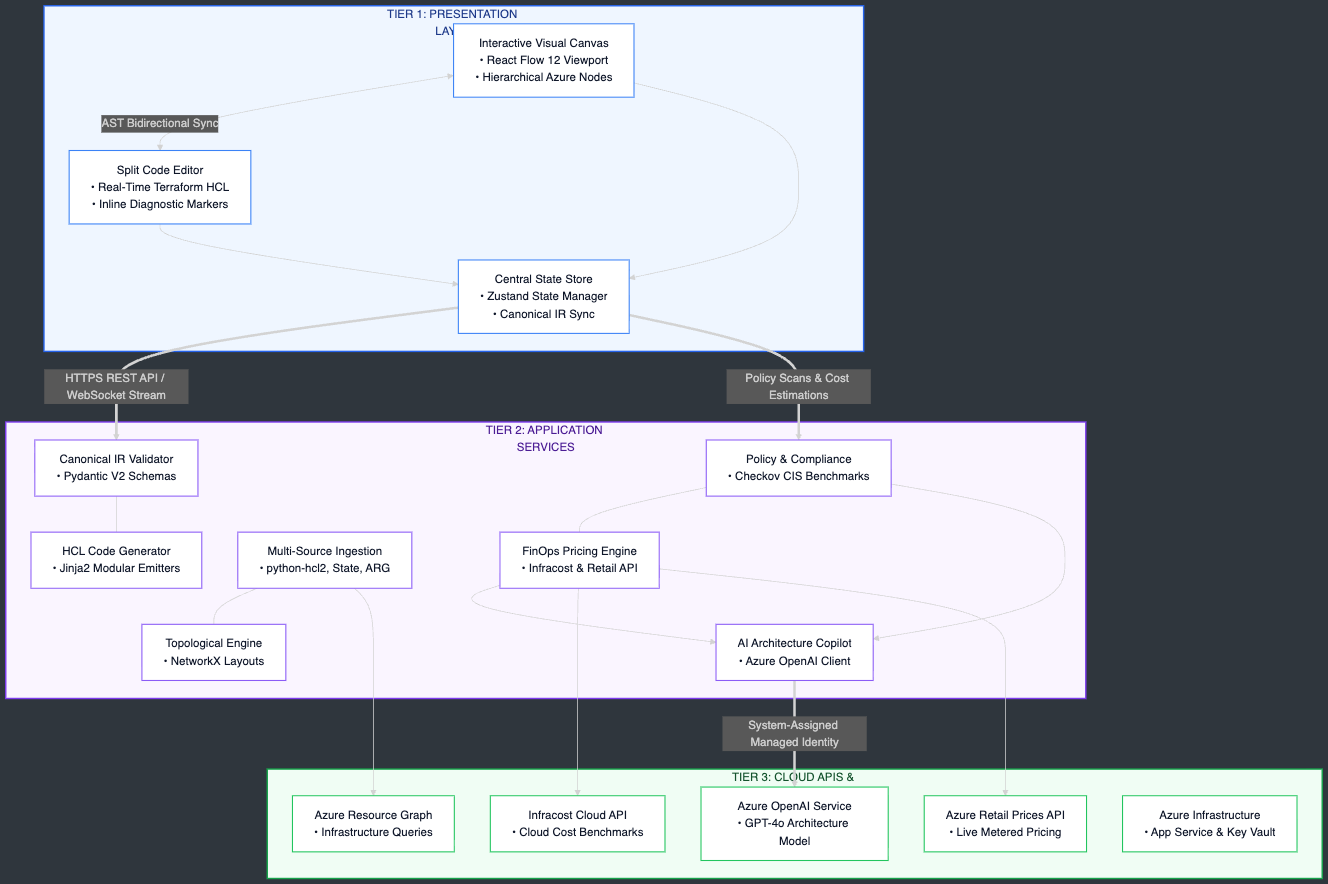 TIER 1: PRESENTATION
LAY
Interactive Visual Canvas
• React Flow 12 Viewport
• Hierarchical Azure Nodes
AST Bidirectional Sync
Split Code Editor
• Real-Time Terraform HCL
• Inline Diagnostic Markers
Central State Store
• Zustand State Manager
• Canonical IR Sync
HTTPS REST API /
WebSocket Stream
Policy Scans & Cost
Estimations
TIER 2: APPLICATION
SERVICES
Canonical IR Validator
• Pydantic V2 Schemas
Policy & Compliance
• Checkov CIS Benchmarks
HCL Code Generator
• Jinja2 Modular Emitters
Multi-Source Ingestion
• python-hcl2, State, ARG
FinOps Pricing Engine
• Infracost & Retail API
Topological Engine
• NetworkX Layouts
AI Architecture Copilot
• Azure OpenAI Client
System-Assigned
Managed Identity
TIER 3: CLOUD APIS &
Azure Resource Graph
• Infrastructure Queries
Infracost Cloud API
• Cloud Cost Benchmarks
Azure OpenAI Service
• GPT-4o Architecture
Model
Azure Retail Prices API
• Live Metered Pricing
Azure Infrastructure
• App Service & Key Vault